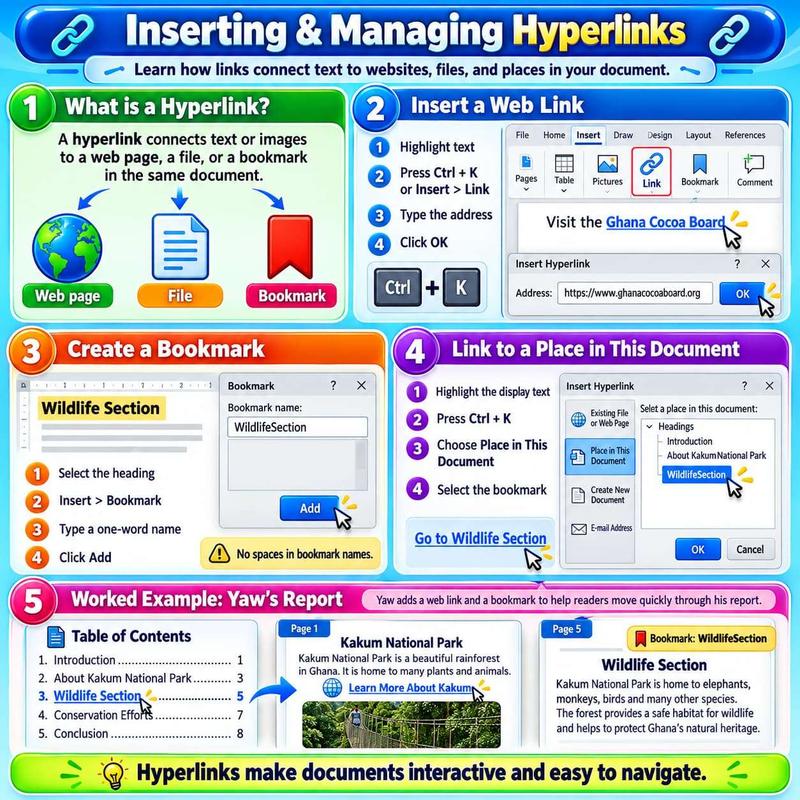 Inserting & Managing Hyperlinks
Learn how links connect text to websites, files, and places in your document.
1 What is a Hyperlink?
A hyperlink connects text or images
to a web page, a file, or a bookmark
in the same document.
Web page
File
Bookmark
2 Insert a Web Link
1 Highlight text
2 Press Ctrl + K
or Insert > Link
3 Type the address
4 Click OK
Ctrl + K
File Home Insert Draw Design Layout References
Pages Table Pictures Link Bookmark Comment
Visit the Ghana Cocoa Board
Insert Hyperlink ? ×
Address: https://www.ghanacocoaboard.org OK
3 Create a Bookmark
Wildlife Section
1 Select the heading
2 Insert > Bookmark
3 Type a one-word name
4 Click Add
Bookmark ? ×
Bookmark name:
WildlifeSection
Add
No spaces in bookmark names.
4 Link to a Place in This Document
1 Highlight the display text
2 Press Ctrl + K
3 Choose Place in This
Document
4 Select the bookmark
Go to Wildlife Section
Insert Hyperlink ? ×
Existing File
or Web Page
Place in This
Document
Create New
Document
E-mail Address
Selet a place in this document:
Headings
Introduction
About KakumNational Park
WildlifeSection
OK Cancel
5 Worked Example: Yaw's Report
Yaw adds a web link and a bookmark to help readers move quickly through his report.
Table of Contents
1. Introduction .......................... 1
2. About Kakum National Park .... 3
3. Wildlife Section .................... 5
4. Conservation Efforts .............. 7
5. Conclusion ............................ 8
Page 1
Kakum National Park
Kakum National Park is a beautiful rainforest
in Ghana. It is home to many plants and animals.
Learn More About Kakum
Page 5
Bookmark: WildlifeSection
Wildlife Section
Kakum National Park is home to elephants,
monkeys, birds and many other species.
The forest provides a safe habitat for wildlife
and helps to protect Ghana's natural heritage.
Hyperlinks make documents interactive and easy to navigate.